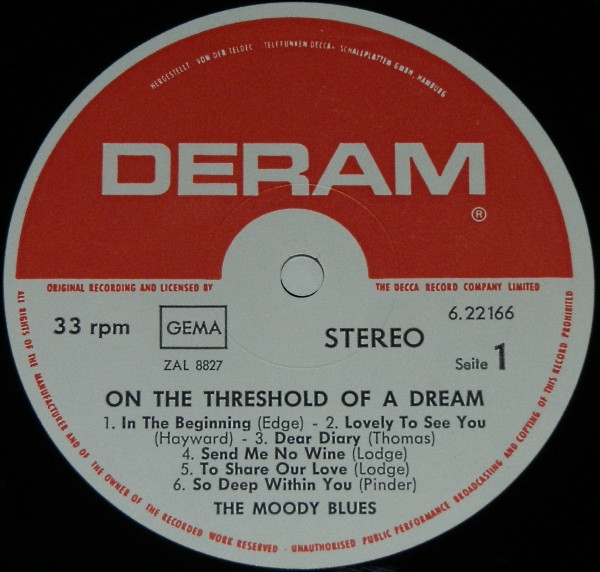 HERGESTELLT VON DER TELDEC »TELEFUNKEN-DECCA« SCHALLPLATTEN GMBH, HAMBURG
DERAM
®
ORIGINAL RECORDING AND LICENSED BY THE DECCA RECORD COMPANY LIMITED
33 rpm
GEMA
STEREO
6.22166
ZAL 8827
Seite 1
ON THE THRESHOLD OF A DREAM
1. In The Beginning (Edge) - 2. Lovely To See You
(Hayward) - 3. Dear Diary (Thomas)
4. Send Me No Wine (Lodge)
5. To Share Our Love (Lodge)
6. So Deep Within You (Pinder)
THE MOODY BLUES
ALL RIGHTS OF THE MANUFACTURER AND OF THE OWNER OF THE RECORDED WORK RESERVED - UNAUTHORISED PUBLIC PERFORMANCE BROADCASTING AND COPYING OF THIS RECORD PROHIBITED